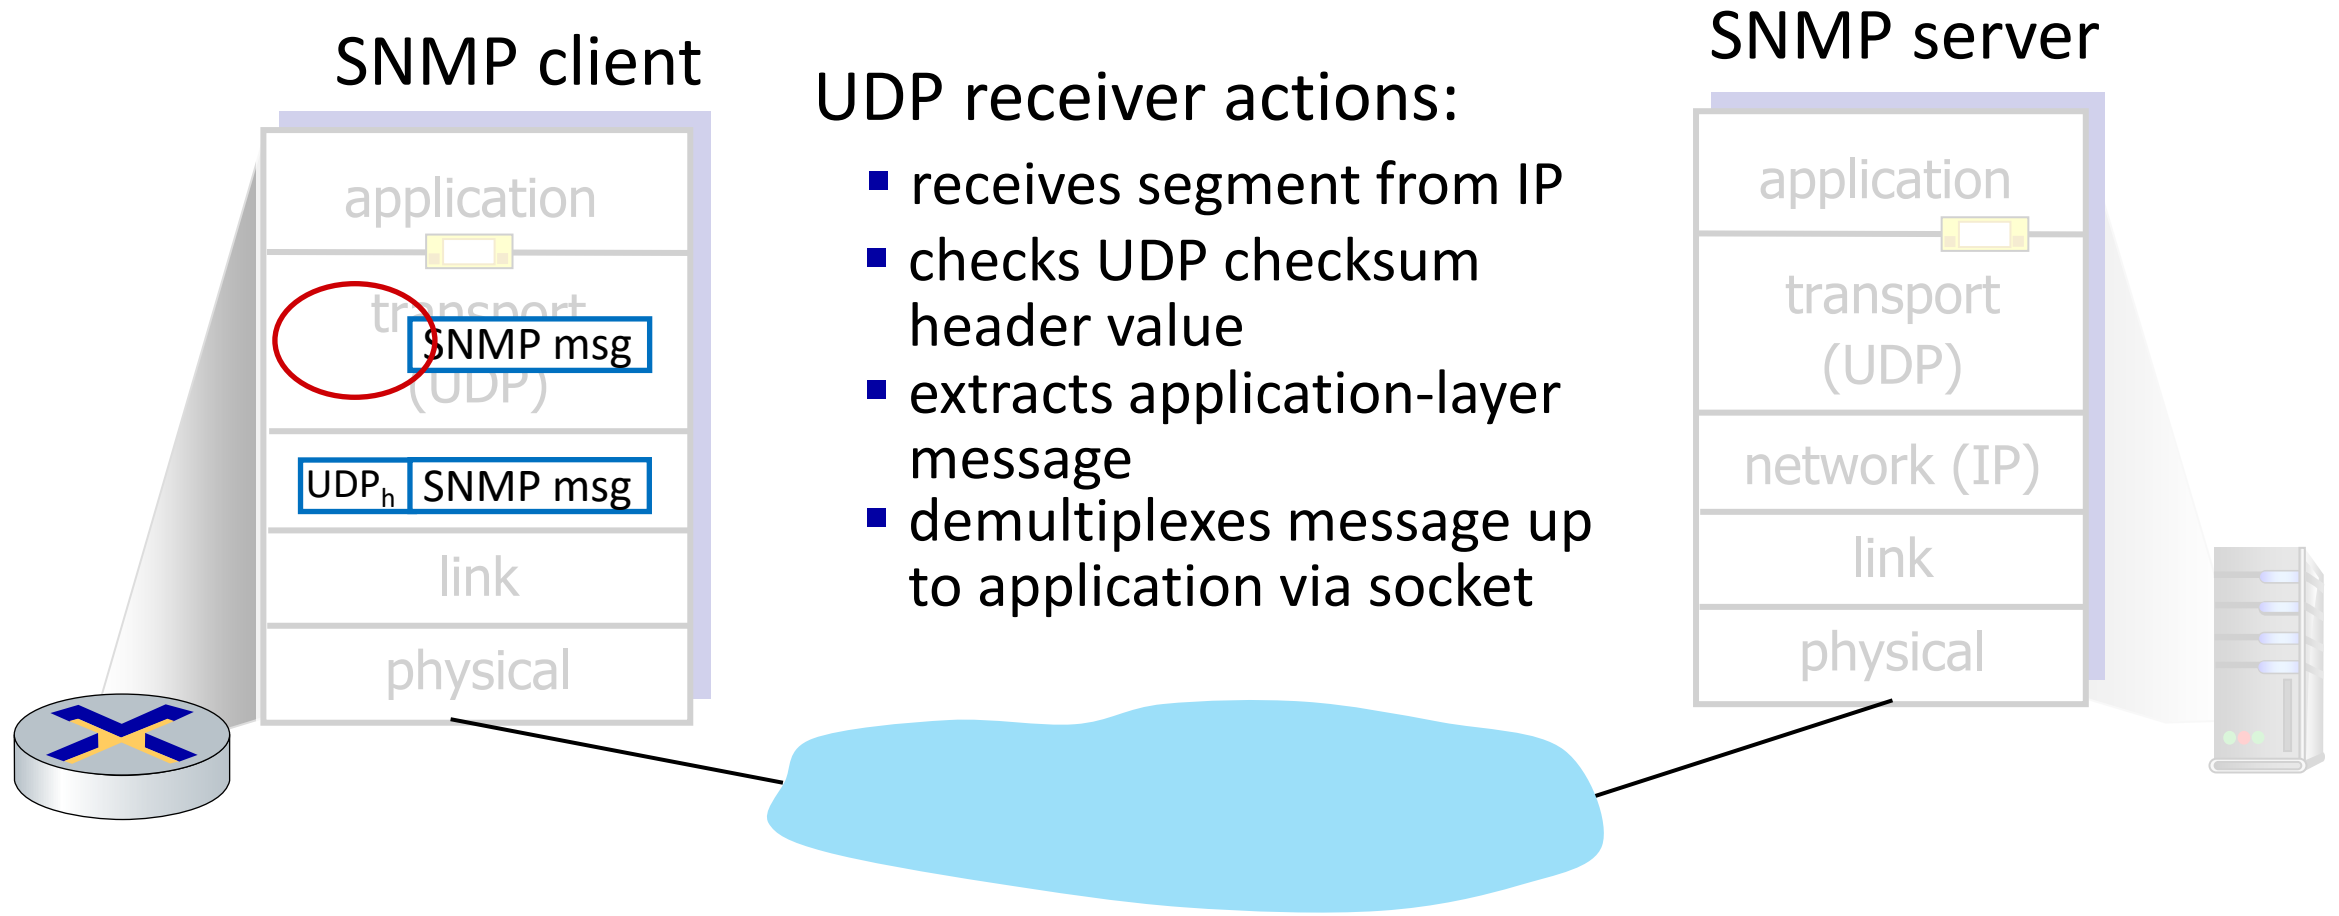 SNMP client
application
transport
SNMP msg
(UDP)
UDPh SNMP msg
link
physical
UDP receiver actions:
receives segment from IP
checks UDP checksum
header value
extracts application-layer
message
demultiplexes message up
to application via socket
SNMP server
application
transport
(UDP)
network (IP)
link
physical